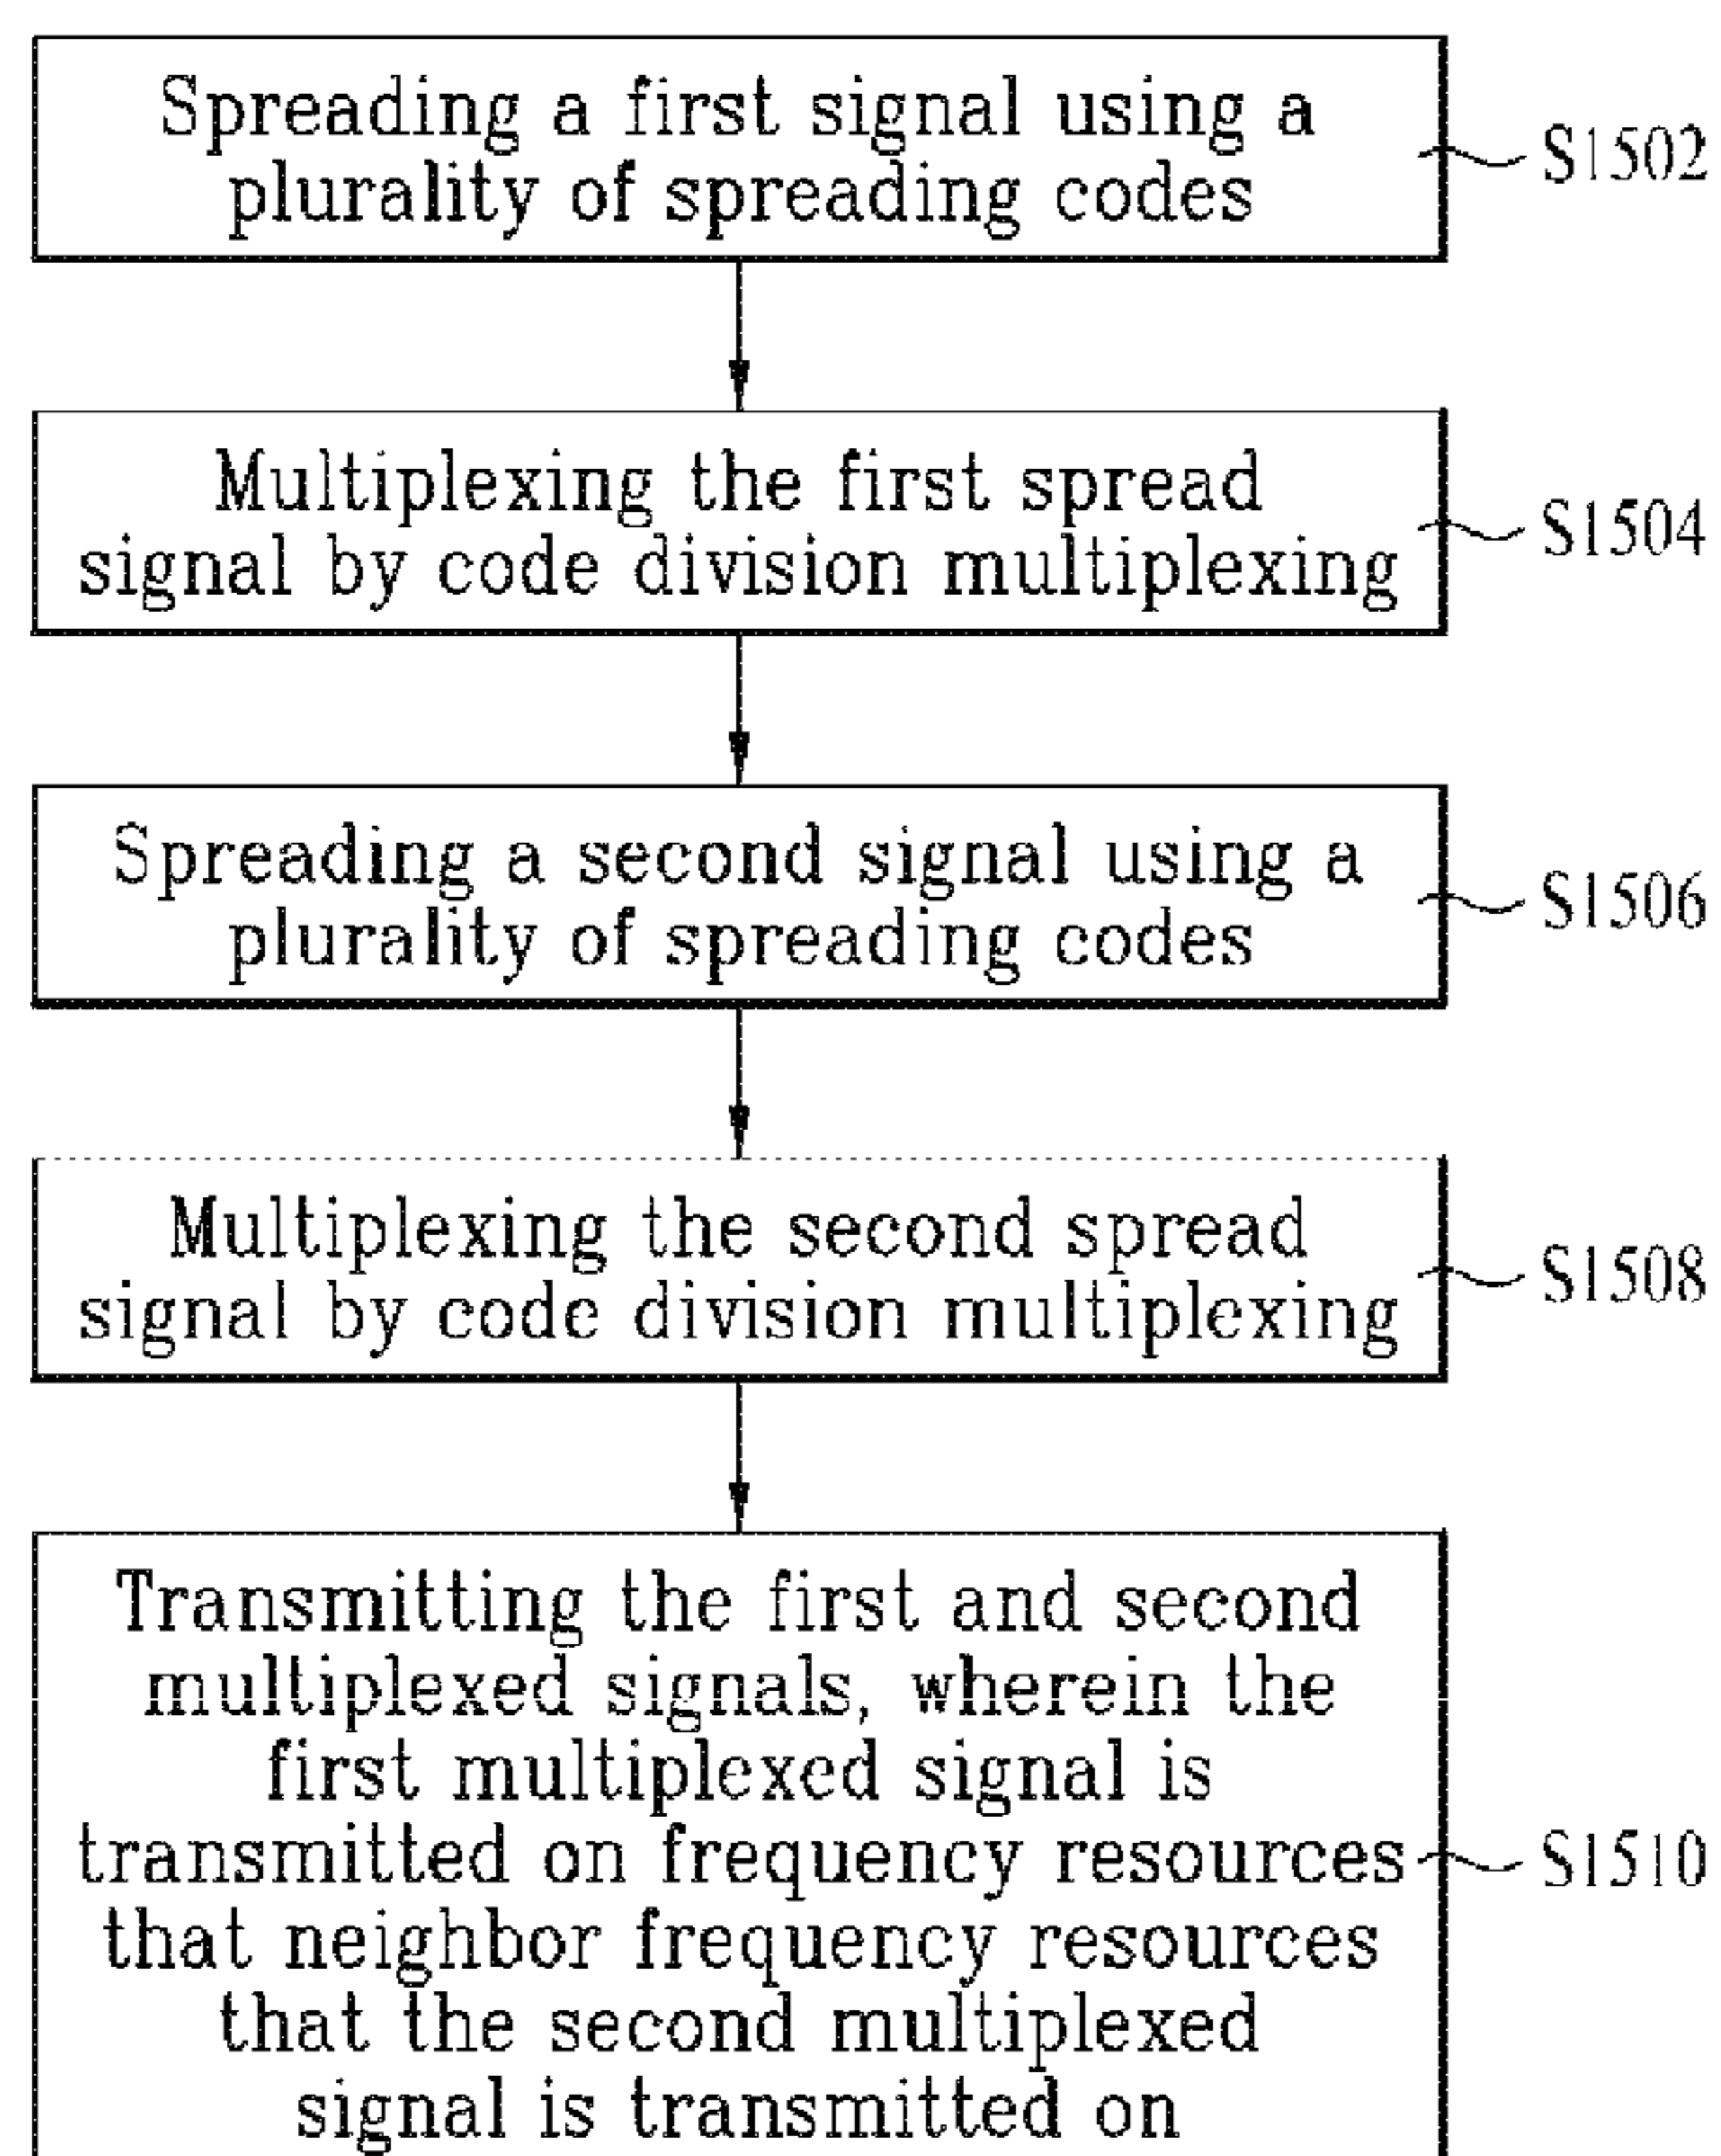 Spreading a first signal using a
plurality of spreading codes
S1502
Multiplexing the first spread
signal by code division multiplexing
S1504
Spreading a second signal using a
plurality of spreading codes
S1506
Multiplexing the second spread
signal by code division multiplexing
S1508
Transmitting the first and second
multiplexed signals, wherein the
first multiplexed signal is
transmitted on frequency resources
that neighbor frequency resources
that the second multiplexed
signal is transmitted on
S1510